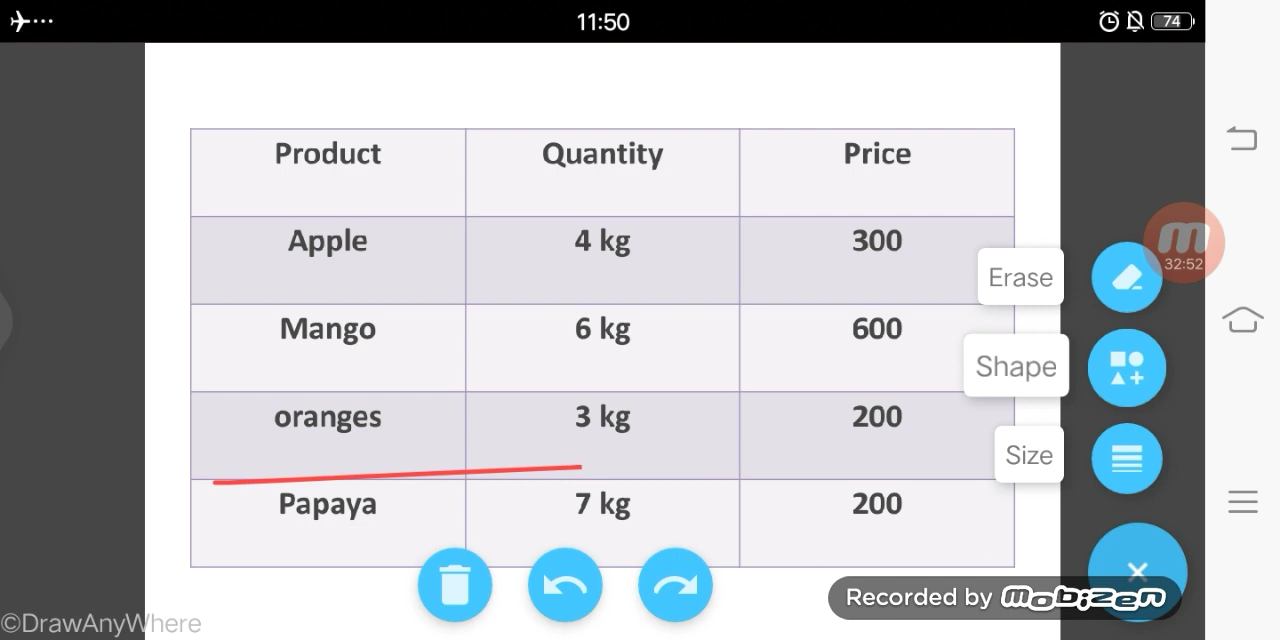 11:50
74
Product Quantity Price
Apple 4 kg 300
32:52
Erase
Mango 6 kg 600
Shape
oranges 3 kg 200
Size
Papaya 7 kg 200
Recorded by mobizen
©DrawAnyWhere